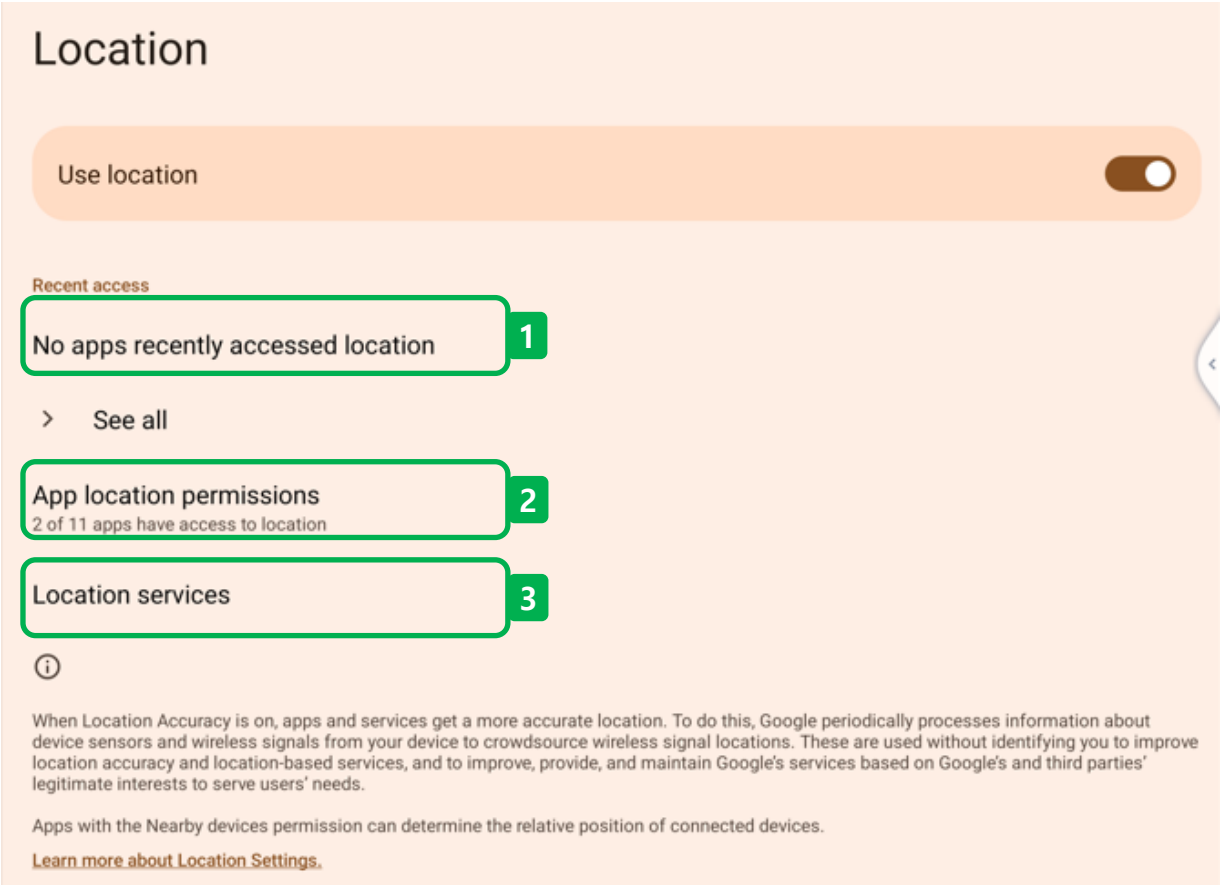 Location
Use location
Recent access
No apps recently accessed location
1
See all
App location permissions
2 of 11 apps have access to location
2
Location services
3
When Location Accuracy is on, apps and services get a more accurate location. To do this, Google periodically processes information about
device sensors and wireless signals from your device to crowdsource wireless signal locations. These are used without identifying you to improve
location accuracy and location-based services, and to improve, provide, and maintain Google's services based on Google's and third parties'
legitimate interests to serve users' needs.
Apps with the Nearby devices permission can determine the relative position of connected devices.
Learn more about Location Settings.